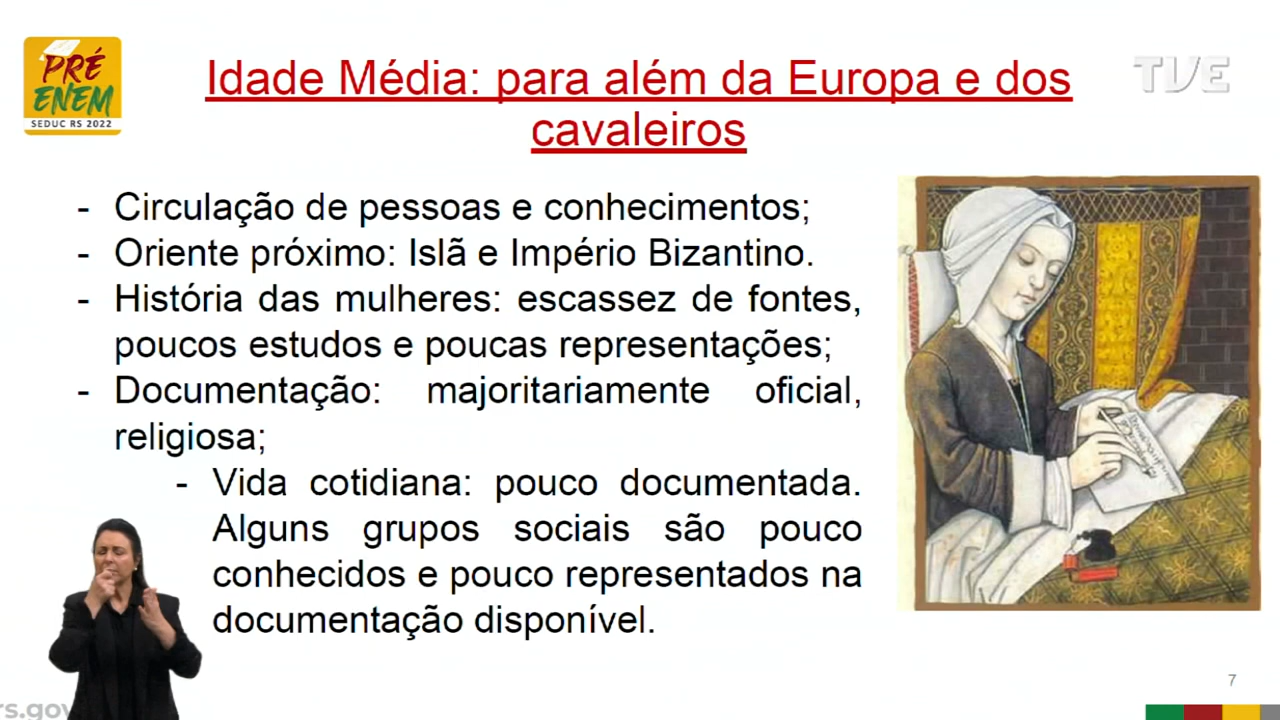 PRÉ
ENEM
SEDUC RS 2022
Idade Média: para além da Europa e dos
cavaleiros
TVE
- Circulação de pessoas e conhecimentos;
- Oriente próximo: Islã e Império Bizantino.
- História das mulheres: escassez de fontes,
poucos estudos e poucas representações;
- Documentação: majoritariamente oficial,
religiosa;
- Vida cotidiana: pouco documentada.
Alguns grupos sociais são pouco
conhecidos e pouco representados na
documentação disponível.
7
rs.gov